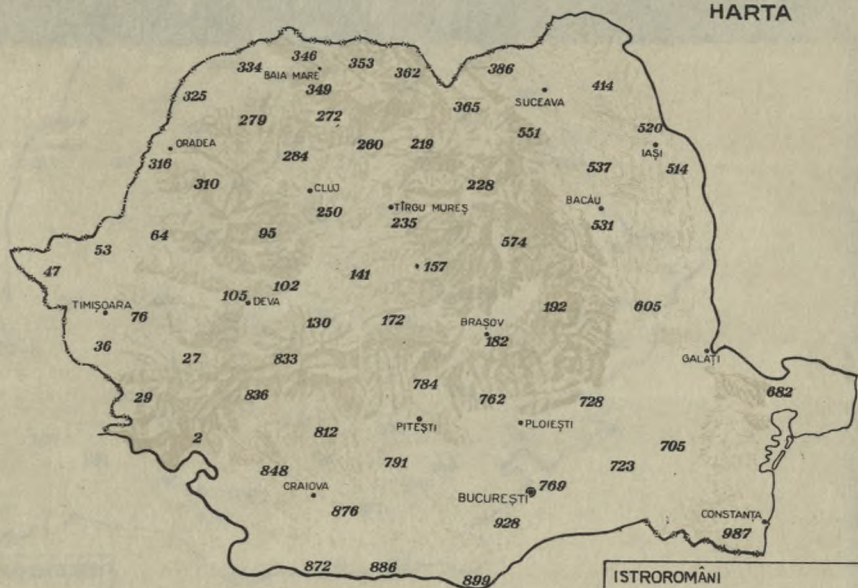 HARTA
346 353 386
334 BAIA MARE 362
349 SUCEAVA 414
325 365
279 272 551 520
ORADEA 260 219 IAȘI
316 284 537 514
310 CLUJ 228
250 TÎRGU MUREȘ BACĂU
235 531
64 95 574
53
47 141 157
102
105 DEVA 192 605
TIMIȘOARA 76 130 172 BRAȘOV
36 182
27 833 GALAȚI
784
29 836 762 728 682
PITEȘTI PLOIEȘTI
2 812 705
848 791 723
CRAIOVA BUCUREȘTI 769
876 928 CONSTANȚA
987
872 886 899
ISTROROMÂNI